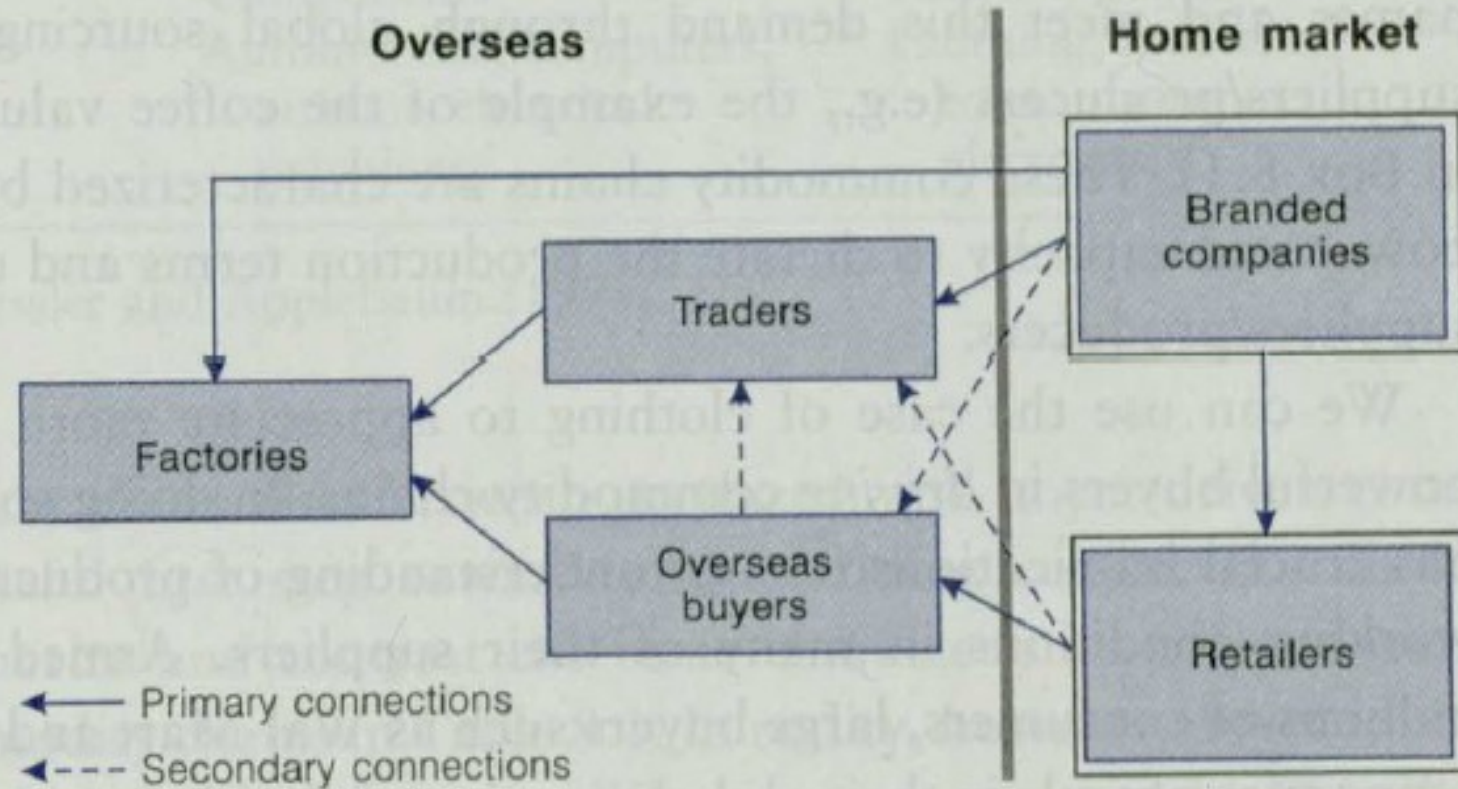 Overseas
Home market
Branded
companies
Traders
Factories
Overseas
buyers
Retailers
Primary connections
Secondary connections